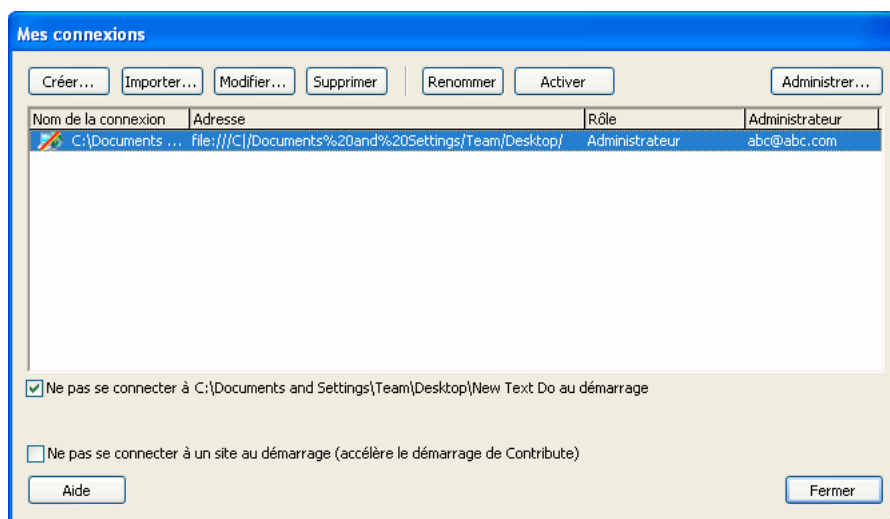 Mes connexions
Créer... Importer... Modifier... Supprimer Renommer Activer Administrer...
Nom de la connexion Adresse Rôle Administrateur
C:\Documents ... file:///C|/Documents%20and%20Settings/Team/Desktop/ Administrateur abc@abc.com
Ne pas se connecter à C:\Documents and Settings\Team\Desktop\New Text Do au démarrage
Ne pas se connecter à un site au démarrage (accélère le démarrage de Contribute)
Aide Fermer